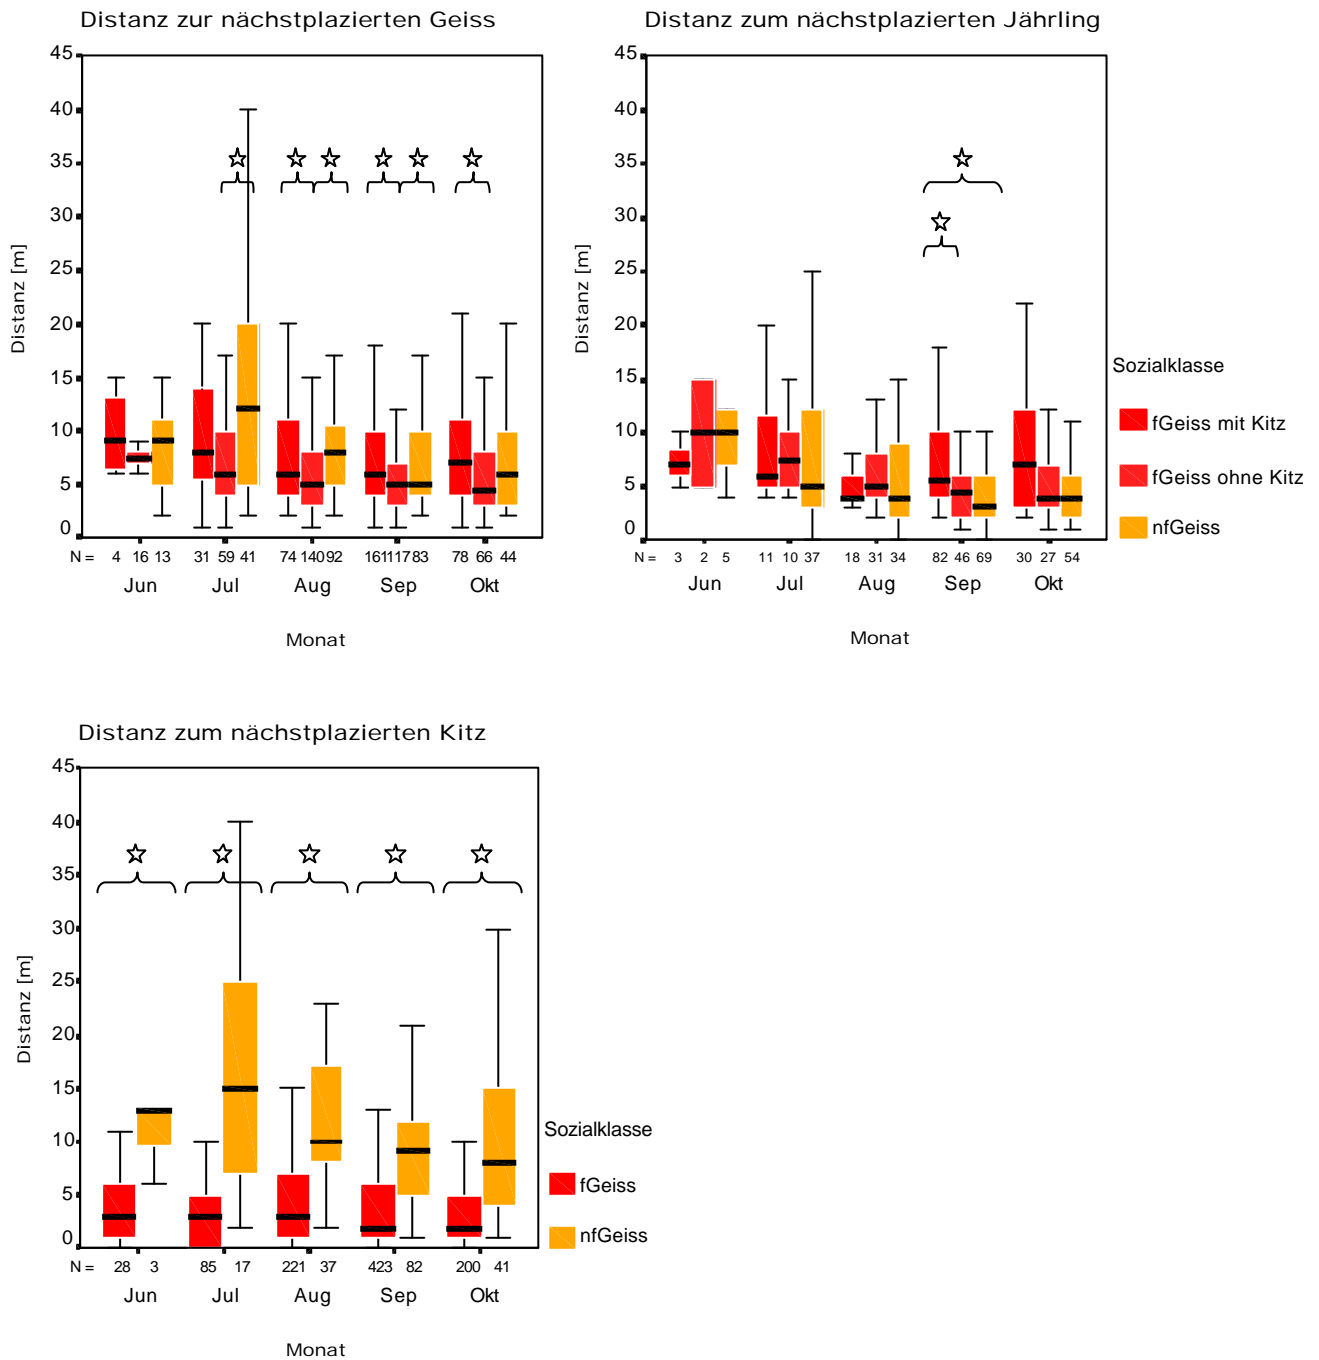 Distanz zur nächstplazierten Geiss
45
40
35
30
25
20
15
10
5
0
Distanz [m]
N = 4 16 13 31 59 41 74 140 92 161 117 83 78 66 44
Jun Jul Aug Sep Okt
Monat
Distanz zum nächstplazierten Jährling
45
40
35
30
25
20
15
10
5
0
Distanz [m]
N = 3 2 5 11 10 37 18 31 34 82 46 69 30 27 54
Jun Jul Aug Sep Okt
Monat
Sozialklasse
fGeiss mit Kitz
fGeiss ohne Kitz
nfGeiss
Distanz zum nächstplazierten Kitz
45
40
35
30
25
20
15
10
5
0
Distanz [m]
N = 28 3 85 17 221 37 423 82 200 41
Jun Jul Aug Sep Okt
Monat
Sozialklasse
fGeiss
nfGeiss